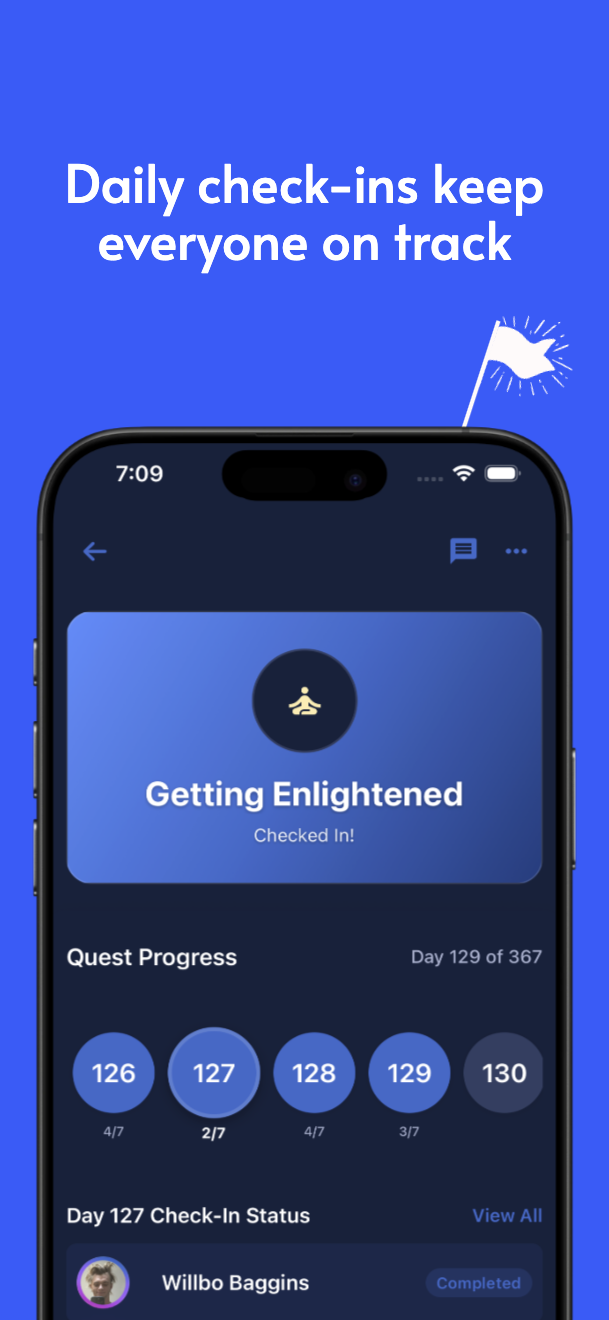 Daily check-ins keep
everyone on track
7:09
Getting Enlightened
Checked In!
Quest Progress
Day 129 of 367
126
127
128
129
130
4/7
2/7
4/7
3/7
Day 127 Check-In Status
View All
Willbo Baggins
Completed